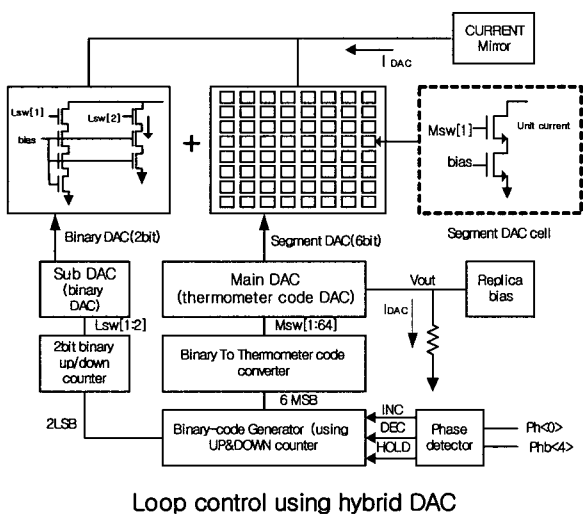 CURRENT
Mirror
I DAC
Lsw[1]
Lsw[2]
bias
+
Msw[1]
Unit current
bias
Binary DAC(2bit)
Segment DAC(6bit)
Segment DAC cell
Sub DAC
(binary
DAC)
Main DAC
(thermometer code DAC)
Vout
Replica
bias
IDAC
Lsw[1:2]
Msw[1:64]
2bit binary
up/down
counter
Binary To Thermometer code
converter
6 MSB
2LSB
Binary-code Generator (using
UP&DOWN counter
INC
DEC
HOLD
Phase
detector
Ph<0>
Phb<4>
Loop control using hybrid DAC